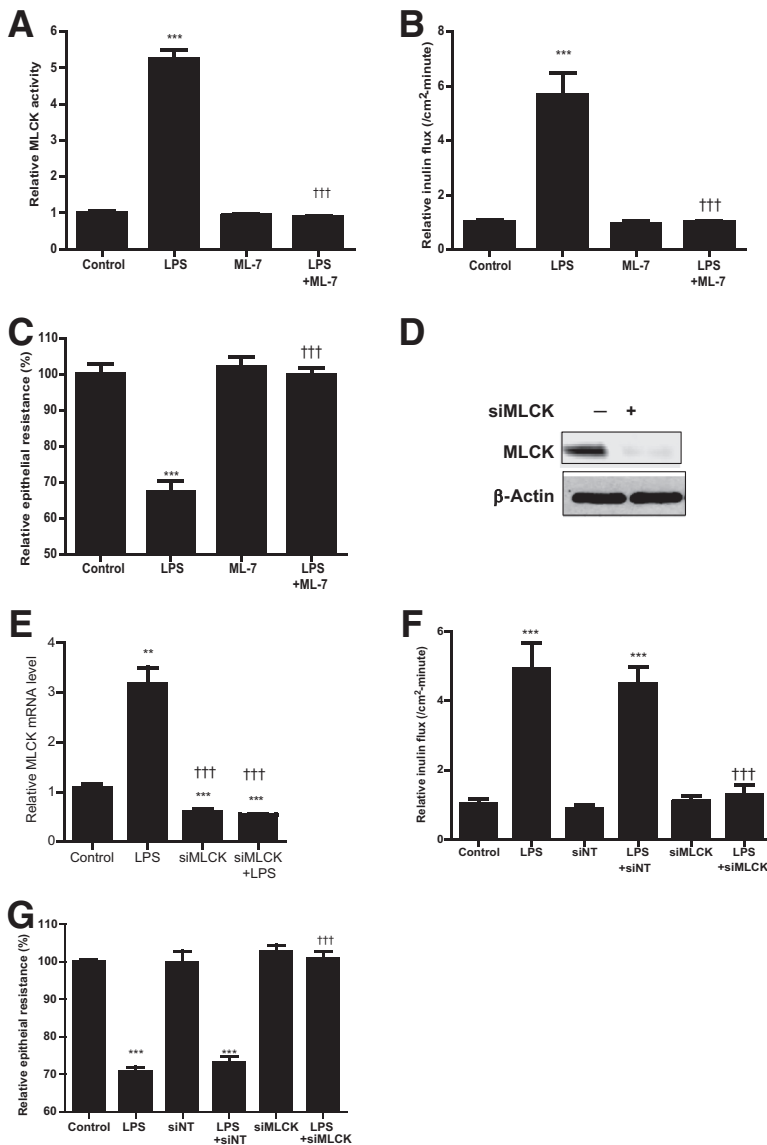 A
Relative MLCK activity
6
5
4
3
2
1
0
***
†††
Control
LPS
ML-7
LPS
+ML-7
B
Relative inulin flux (/cm²-minute)
8
6
4
2
0
***
†††
Control
LPS
ML-7
LPS
+ML-7
C
Relative epithelial resistance (%)
110
100
90
80
70
60
50
***
†††
Control
LPS
ML-7
LPS
+ML-7
D
siMLCK – +
MLCK
β-Actin
E
Relative MLCK mRNA level
4
3
2
1
0
**
†††
***
†††
***
Control
LPS
siMLCK
siMLCK
+LPS
F
Relative inulin flux (/cm²-minute)
6
4
2
0
***
***
†††
Control
LPS
siNT
LPS
+siNT
siMLCK
LPS
+siMLCK
G
Relative epitheial resistance (%)
110
100
90
80
70
60
***
***
†††
Control
LPS
siNT
LPS
+siNT
siMLCK
LPS
+siMLCK